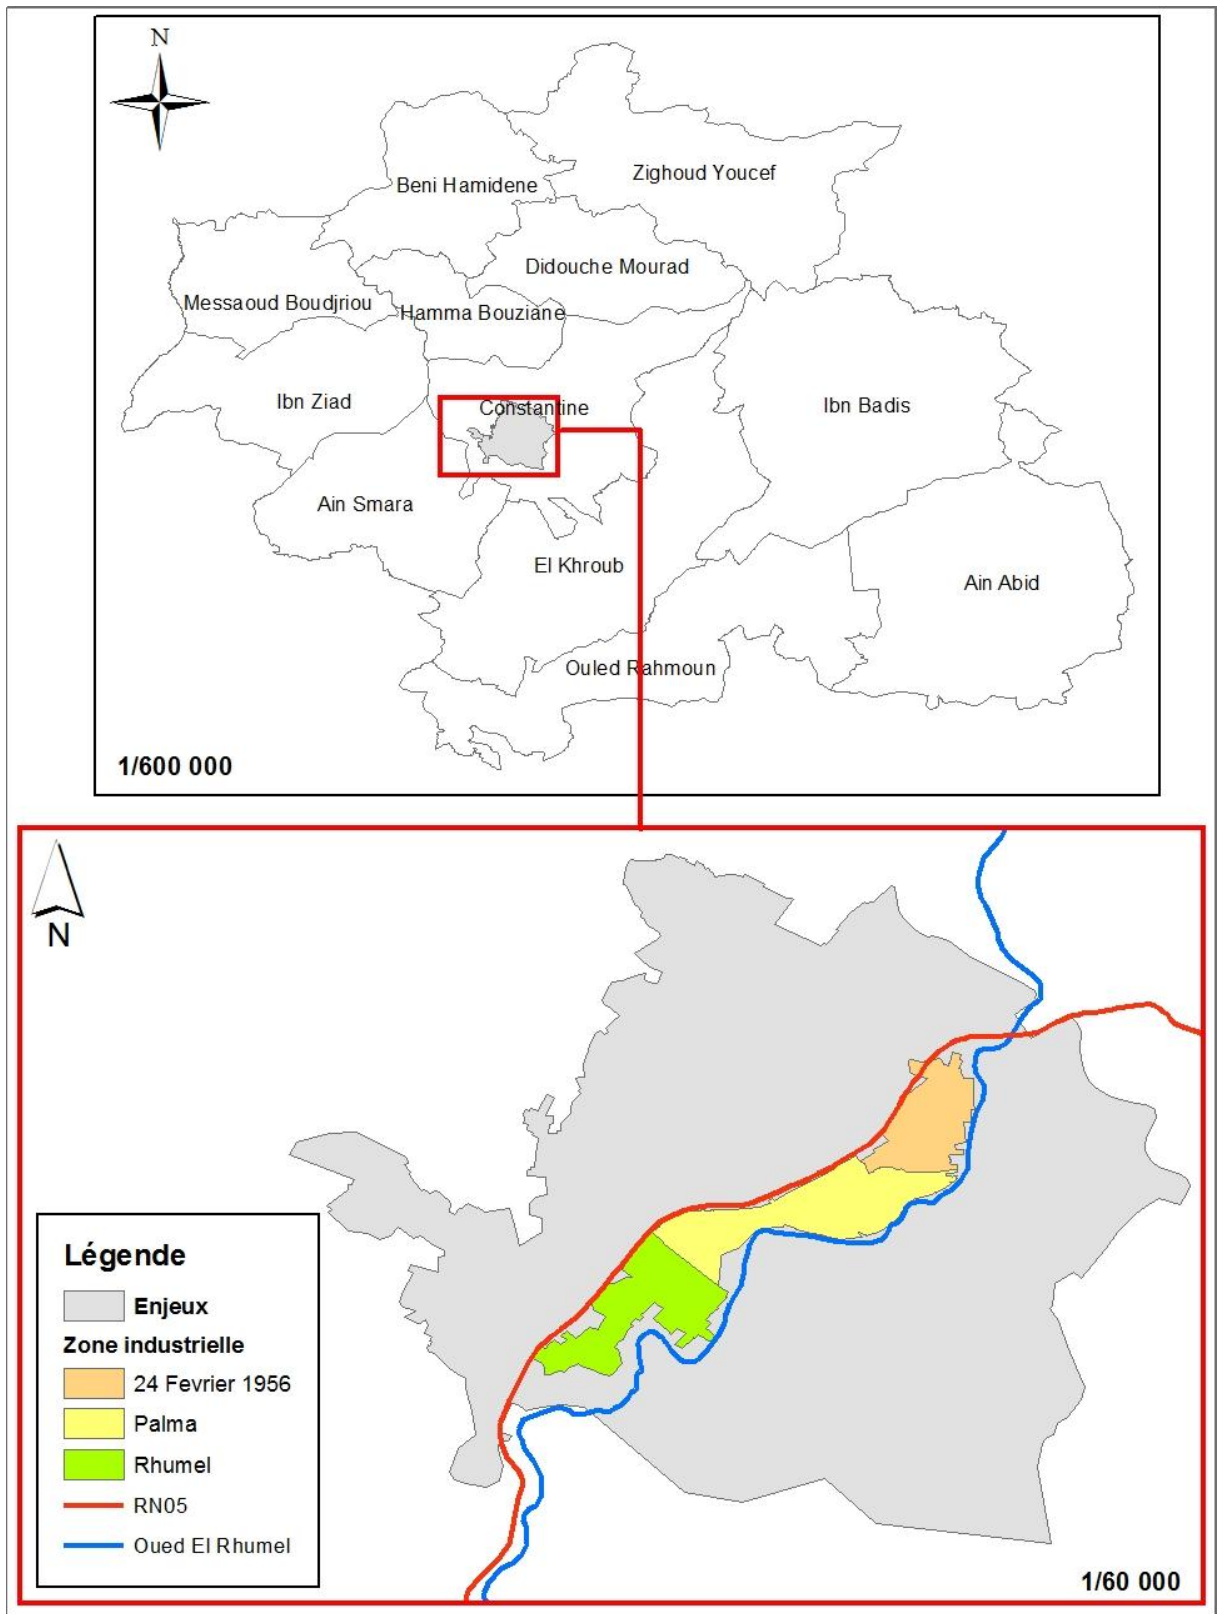 N
Zighoud Youcef
Beni Hamidene
Didouche Mourad
Messaoud Boudjriou
Hamma Bouziane
Ibn Ziad
Constantine
Ibn Badis
Ain Smara
El Khroub
Ain Abid
Ouled Rahmoun
1/600 000
N
Légende
Enjeux
Zone industrielle
24 Fevrier 1956
Palma
Rhumel
RN05
Oued El Rhumel
1/60 000